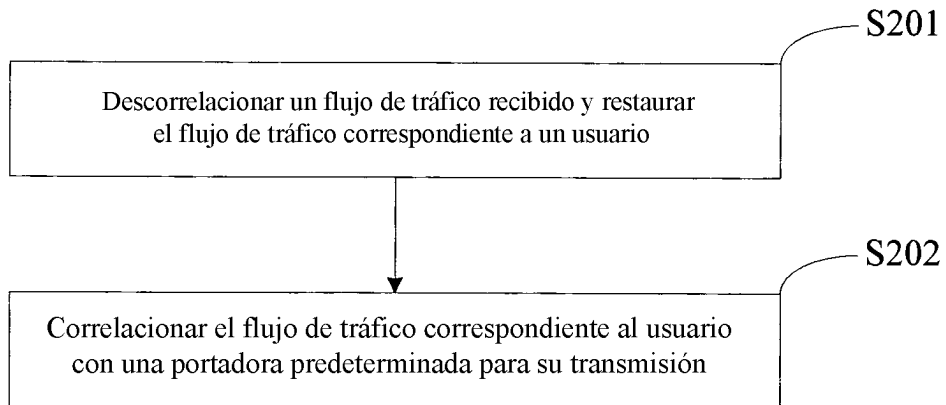 S201
Descorrelacionar un flujo de tráfico recibido y restaurar
el flujo de tráfico correspondiente a un usuario
S202
Correlacionar el flujo de tráfico correspondiente al usuario
con una portadora predeterminada para su transmisión